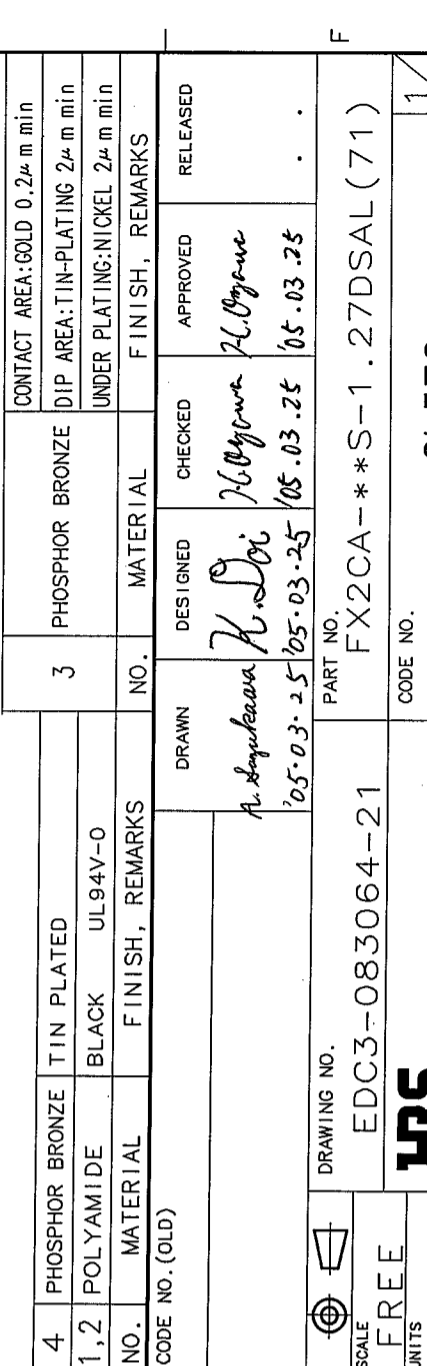 CONTACT AREA:GOLD 0.2μm min
3 PHOSPHOR BRONZE DIP AREA:TIN-PLATING 2μm min
UNDER PLATING:NICKEL 2μm min
4 PHOSPHOR BRONZE TIN PLATED
1,2 POLYAMIDE BLACK UL94V-0
NO. MATERIAL FINISH, REMARKS NO. MATERIAL FINISH, REMARKS
CODE NO.(OLD)
DRAWN DESIGNED CHECKED APPROVED RELEASED
K.Doi H.Ozawa H.Ozawa
'05.03.25 '05.03.25 '05.03.25 '05.03.25 . .
DRAWING NO.
EDC3-083064-21
PART NO.
FX2CA-**S-1.27DSAL(71)
SCALE
FREE
UNITS
HRS
CODE NO.
1/
F